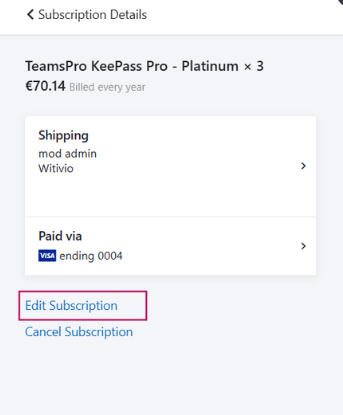 Subscription Details
TeamsPro KeePass Pro - Platinum × 3
€70.14 Billed every year
Shipping
mod admin
Witivio
Paid via
VISA ending 0004
Edit Subscription
Cancel Subscription